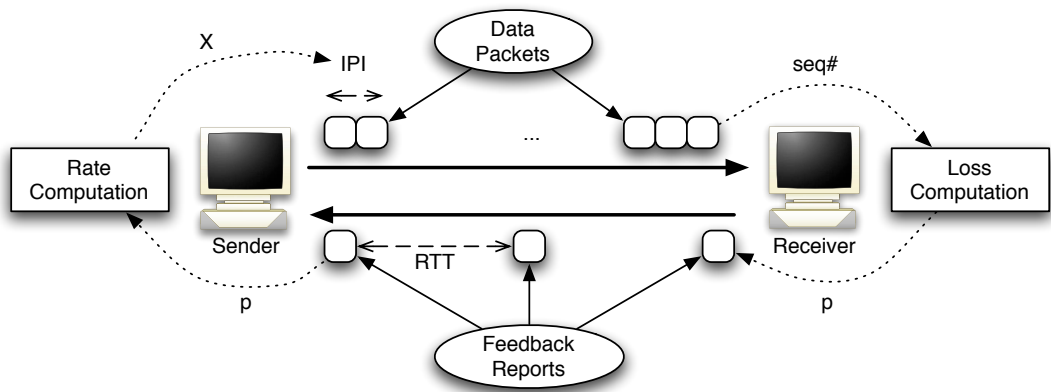 Data
Packets
X
IPI
seq#
...
Rate
Computation
Loss
Computation
Sender
Receiver
RTT
p
p
Feedback
Reports